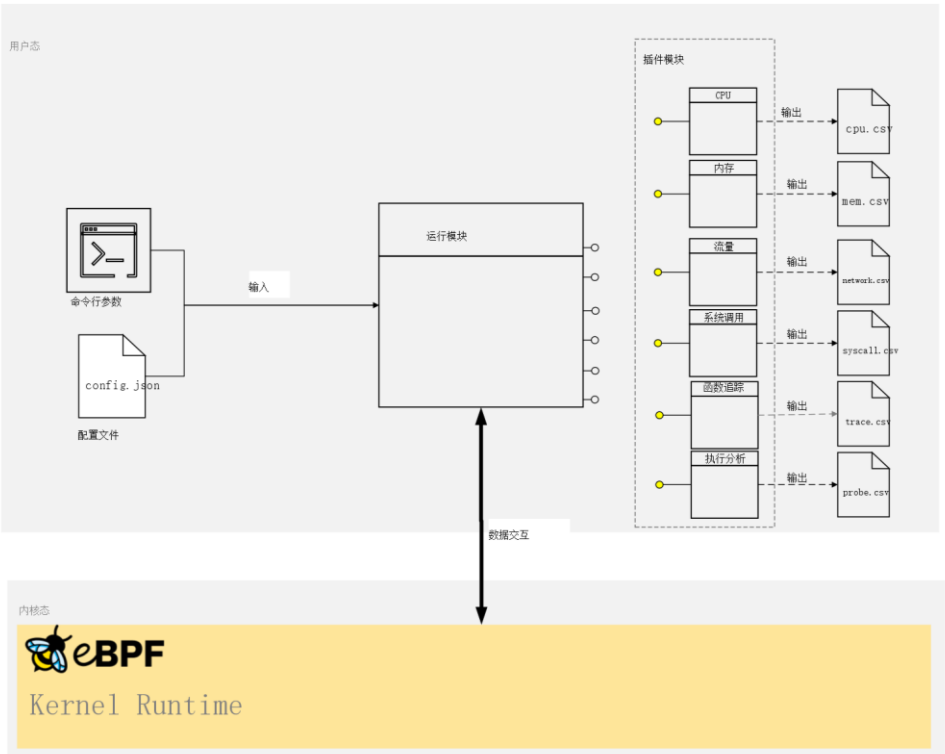 用户态
插件模块
CPU
输出
cpu.csv
内存
输出
mem.csv
流量
输出
network.csv
系统调用
输出
syscall.csv
函数追踪
输出
trace.csv
执行分析
输出
probe.csv
运行模块
命令行参数
输入
config.json
配置文件
数据交互
内核态
eBPF
Kernel Runtime